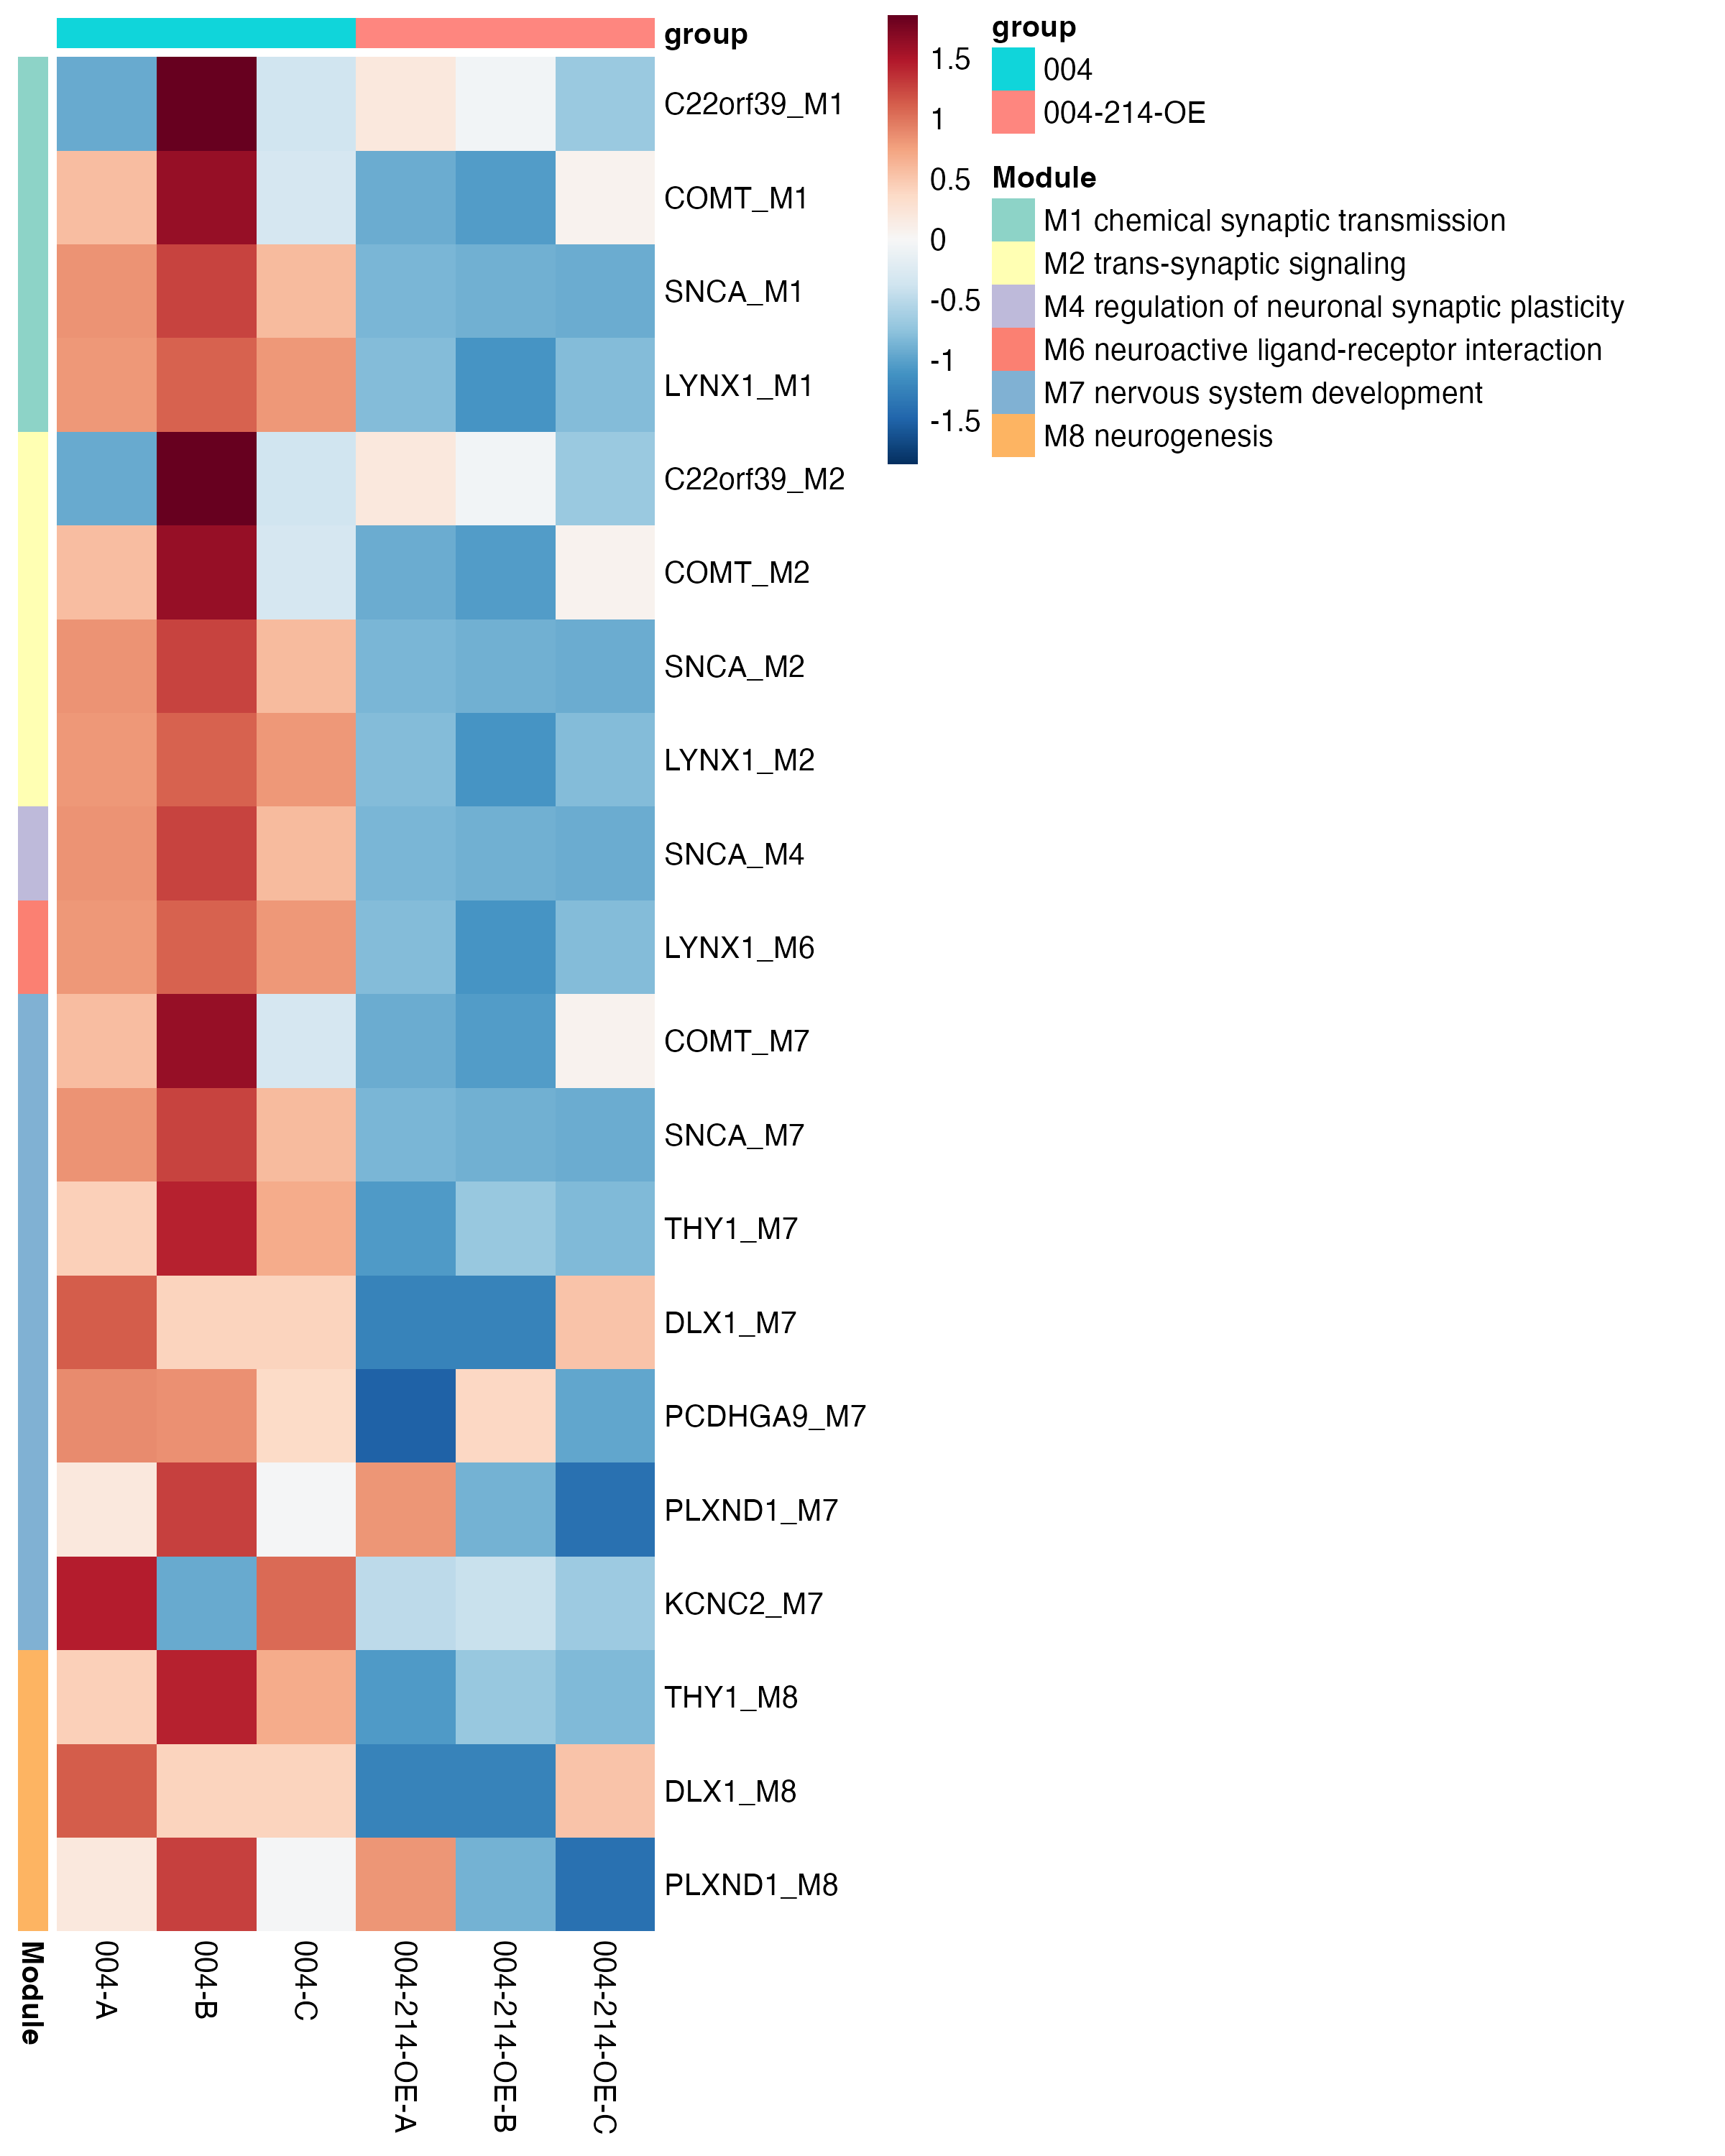 group
C22orf39_M1
COMT_M1
SNCA_M1
LYNX1_M1
C22orf39_M2
COMT_M2
SNCA_M2
LYNX1_M2
SNCA_M4
LYNX1_M6
COMT_M7
SNCA_M7
THY1_M7
DLX1_M7
PCDHGA9_M7
PLXND1_M7
KCNC2_M7
THY1_M8
DLX1_M8
PLXND1_M8
Module
004-A
004-B
004-C
004-214-OE-A
004-214-OE-B
004-214-OE-C
1.5
1
0.5
0
-0.5
-1
-1.5
group
004
004-214-OE
Module
M1 chemical synaptic transmission
M2 trans-synaptic signaling
M4 regulation of neuronal synaptic plasticity
M6 neuroactive ligand-receptor interaction
M7 nervous system development
M8 neurogenesis